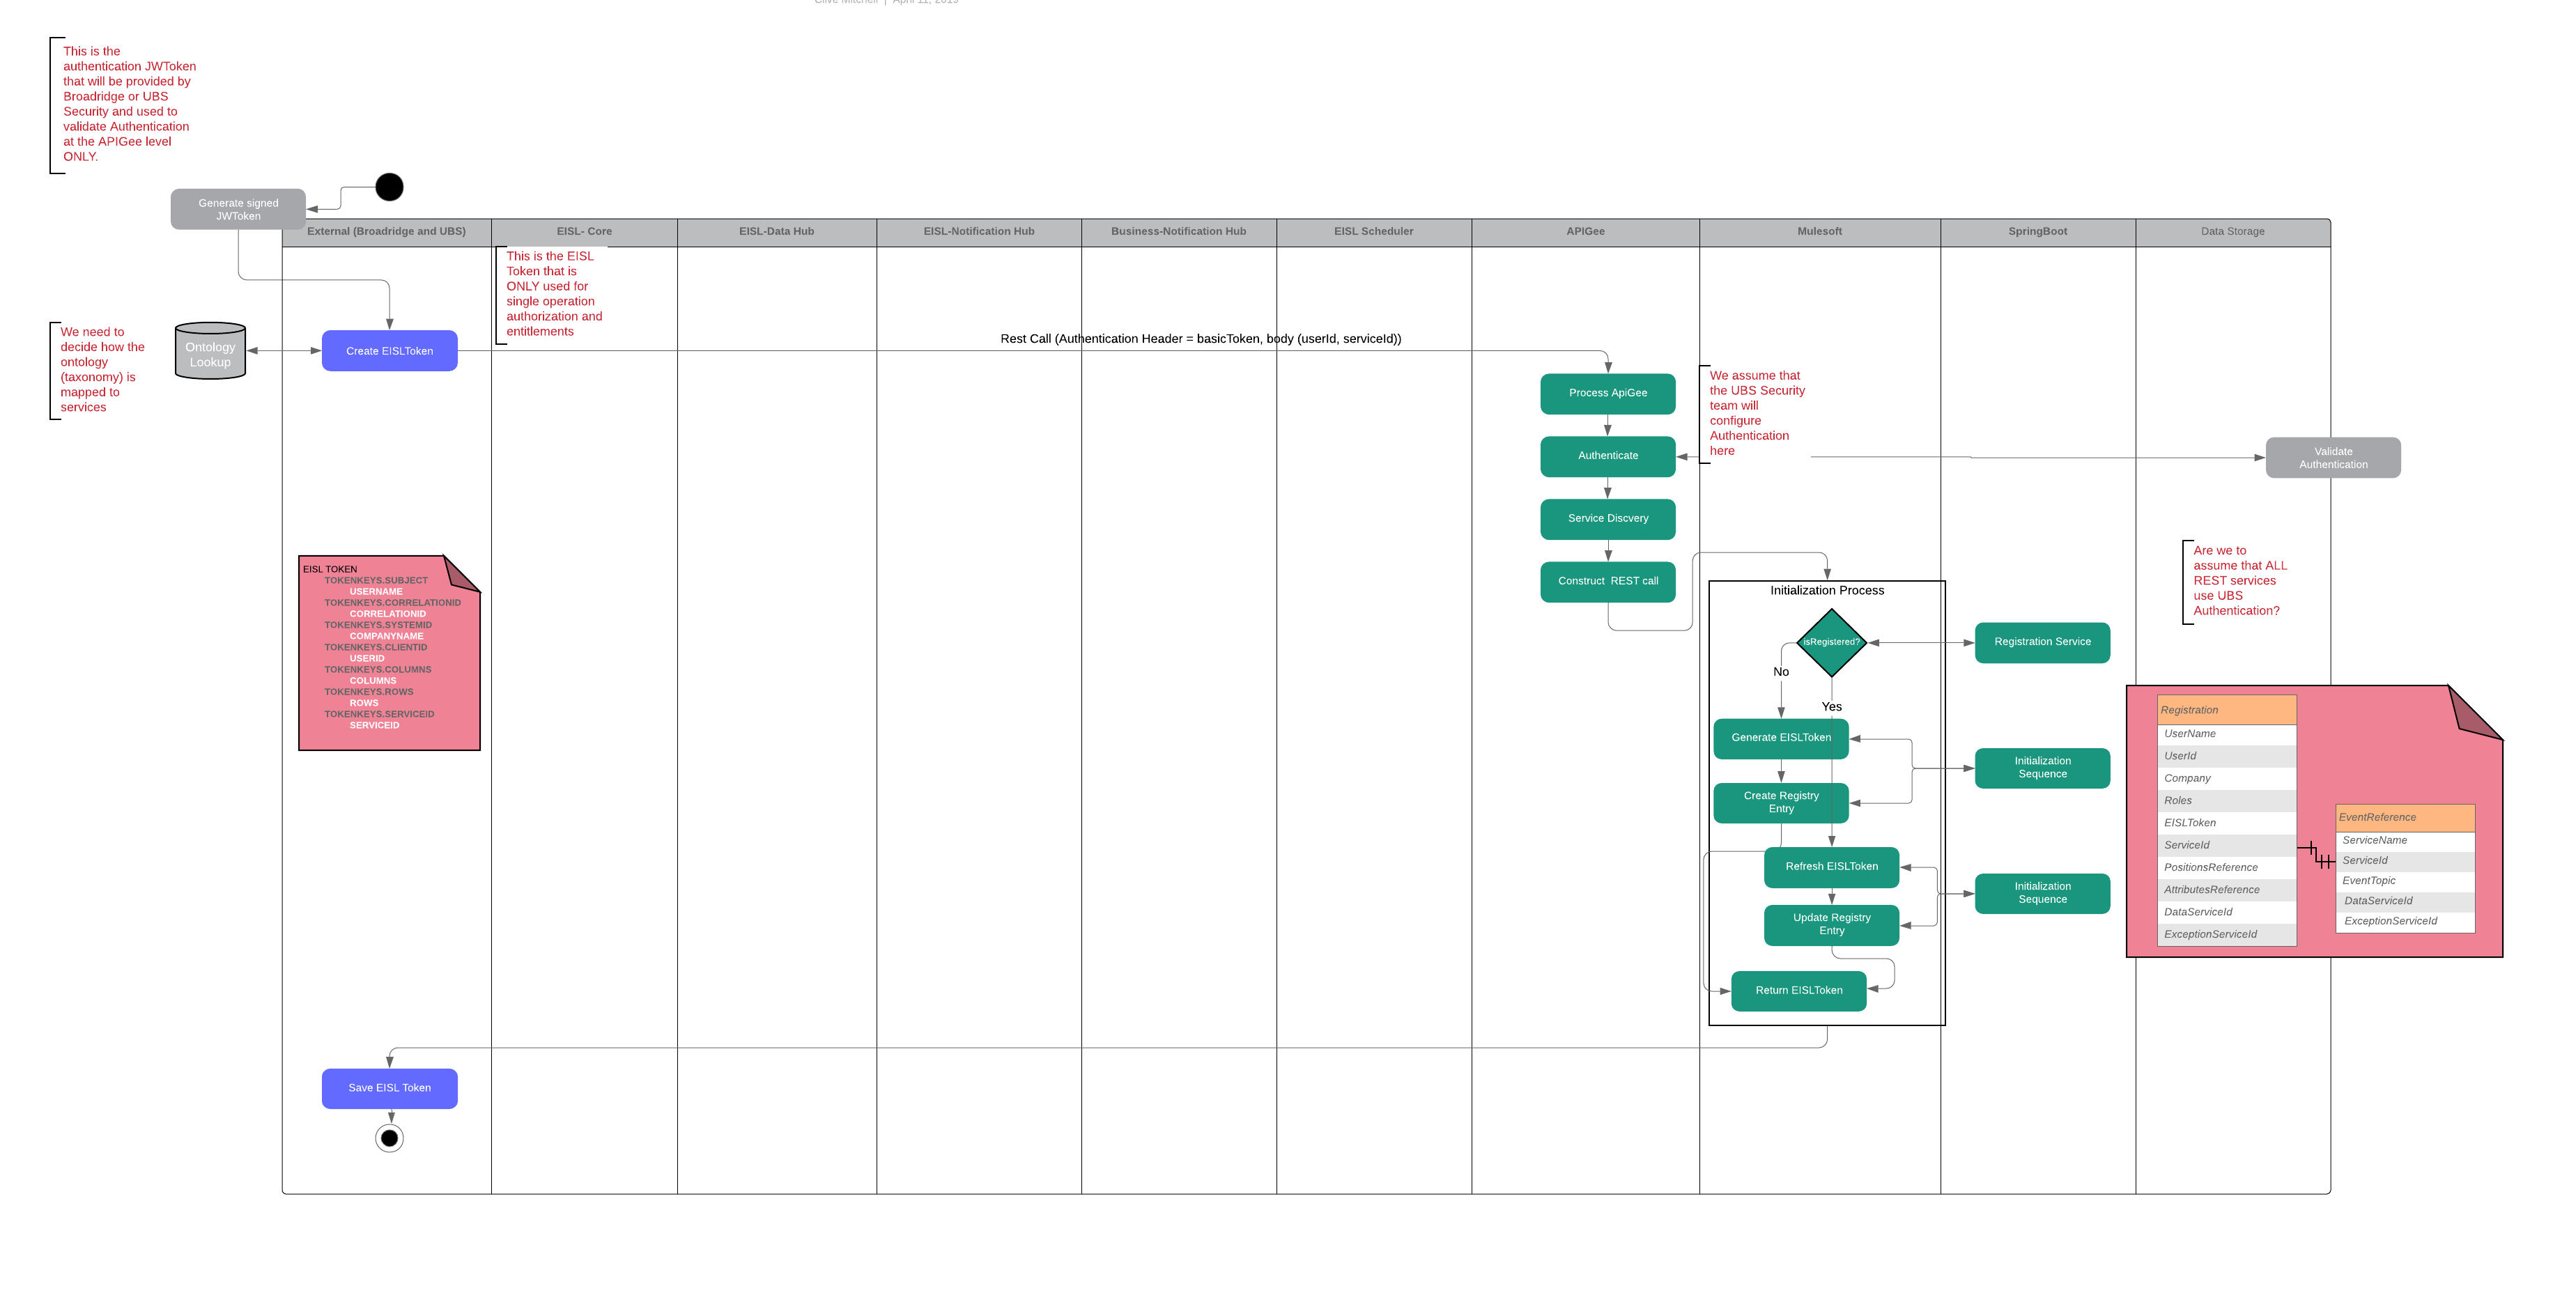 Clive Mitchell | April 11, 2019
This is the
authentication JWToken
that will be provided by
Broadridge or UBS
Security and used to
validate Authentication
at the APIGee level
ONLY.
Generate signed
JWToken
External (Broadridge and UBS)
EISL- Core
EISL-Data Hub
EISL-Notification Hub
Business-Notification Hub
EISL Scheduler
APIGee
Mulesoft
SpringBoot
Data Storage
This is the EISL
Token that is
ONLY used for
single operation
authorization and
entitlements
We need to
decide how the
ontology
(taxonomy) is
mapped to
services
Ontology
Lookup
Create EISLToken
Rest Call (Authentication Header = basicToken, body (userId, serviceId))
Process ApiGee
We assume that
the UBS Security
team will
configure
Authentication
here
Authenticate
Validate
Authentication
Service Discvery
Construct  REST call
Are we to
assume that ALL
REST services
use UBS
Authentication?
EISL TOKEN
TOKENKEYS.SUBJECT
USERNAME
TOKENKEYS.CORRELATIONID
CORRELATIONID
TOKENKEYS.SYSTEMID
COMPANYNAME
TOKENKEYS.CLIENTID
USERID
TOKENKEYS.COLUMNS
COLUMNS
TOKENKEYS.ROWS
ROWS
TOKENKEYS.SERVICEID
SERVICEID
Initialization Process
isRegistered?
Registration Service
No
Yes
Generate EISLToken
Initialization
Sequence
Create Registry
Entry
Refresh EISLToken
Initialization
Sequence
Update Registry
Entry
Return EISLToken
Registration
UserName
UserId
Company
Roles
EISLToken
ServiceId
PositionsReference
AttributesReference
DataServiceId
ExceptionServiceId
EventReference
ServiceName
ServiceId
EventTopic
DataServiceId
ExceptionServiceId
Save EISL Token